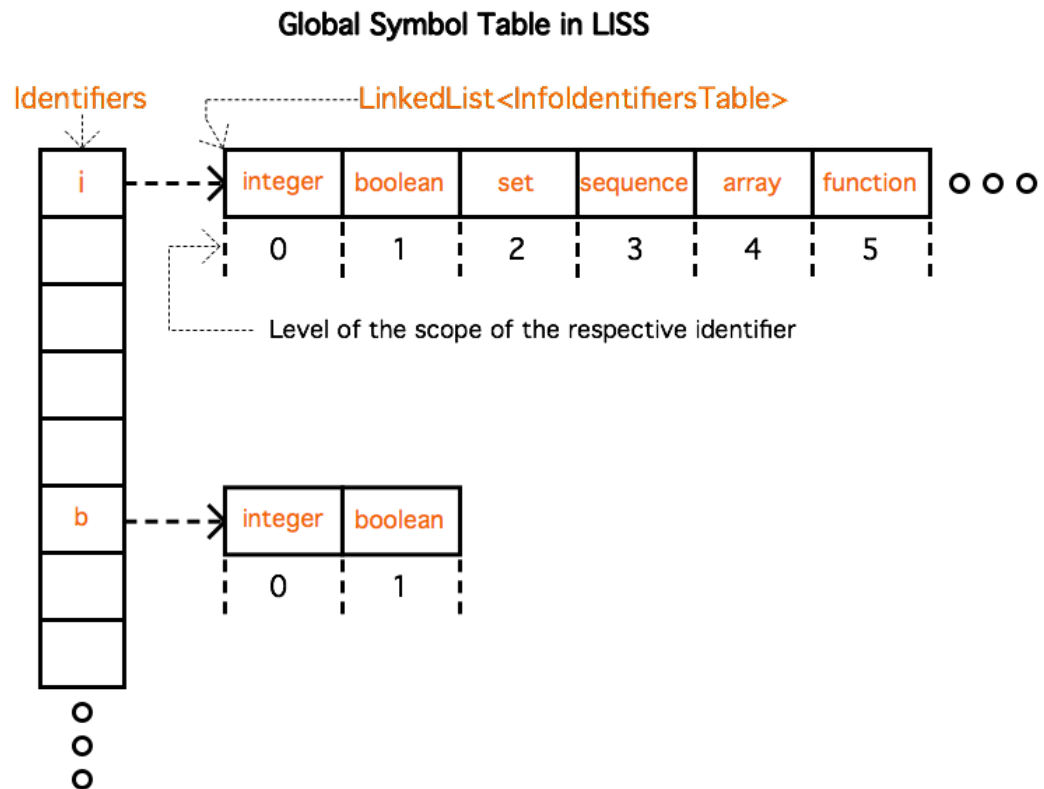 Global Symbol Table in LISS
Identifiers
LinkedList<InfoIdentifiersTable>
i
integer boolean set sequence array function
0 1 2 3 4 5
Level of the scope of the respective identifier
b
integer boolean
0 1